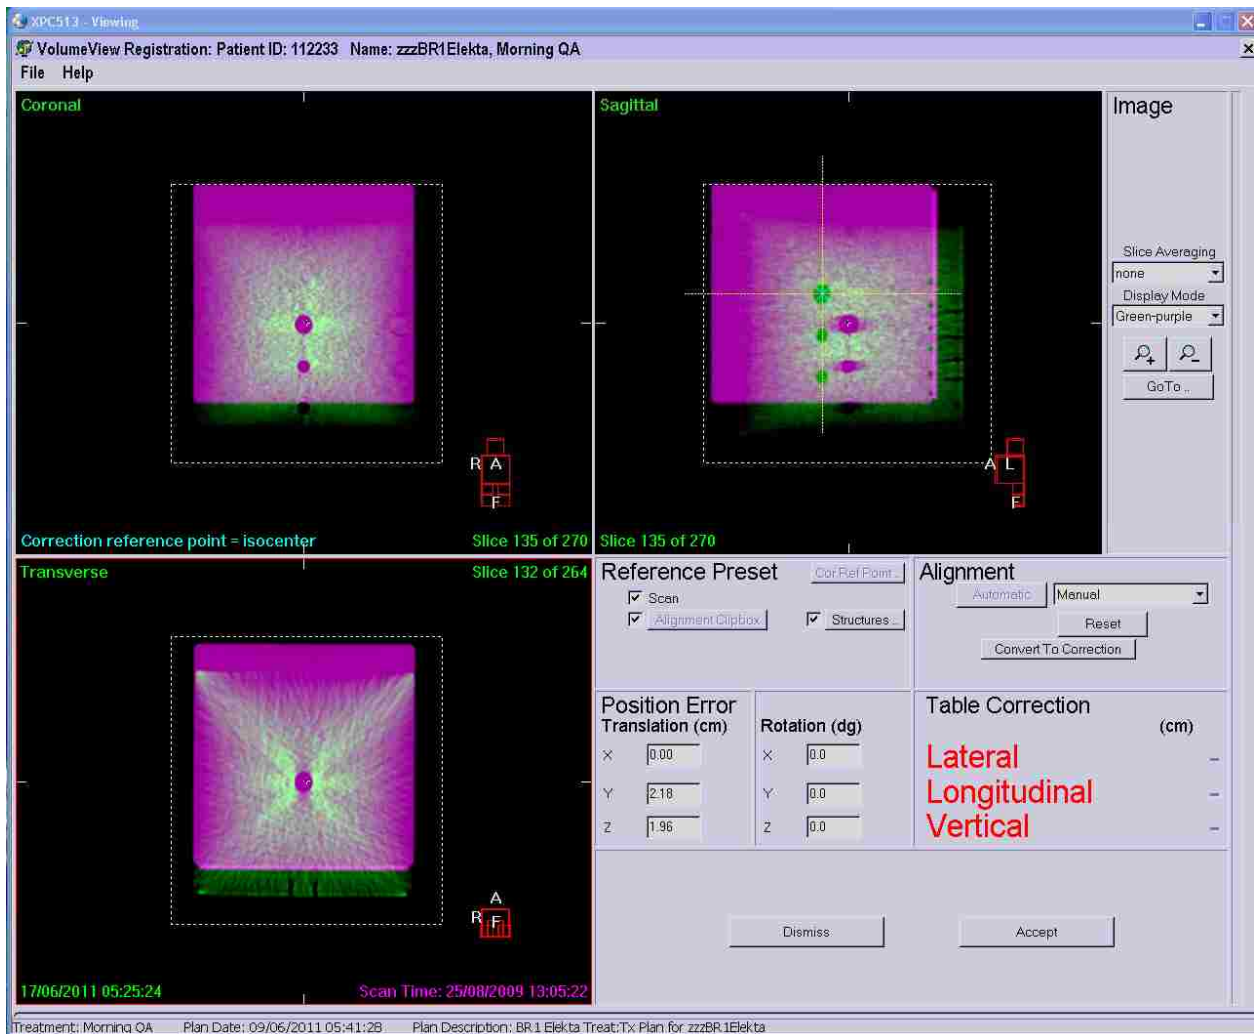 XPC513 - Viewing
VolumeView Registration: Patient ID: 112233 Name: zzzBR1Elekta, Morning QA
File Help
Coronal
R A
F
Correction reference point = isocenter
Slice 135 of 270
Sagittal
A L
F
Slice 135 of 270
Image
Slice Averaging
none
Display Mode
Green-purple
GoTo ..
Transverse
Slice 132 of 264
A
R F
17/06/2011 05:25:24
Scan Time: 25/08/2009 13:05:22
Reference Preset
Cor Ref Point ..
Scan
Alignment Clipbox
Structures ..
Alignment
Automatic
Manual
Reset
Convert To Correction
Position Error
Translation (cm)
X 0.00
Y 2.18
Z 1.96
Rotation (dg)
X 0.0
Y 0.0
Z 0.0
Table Correction
(cm)
Lateral -
Longitudinal -
Vertical -
Dismiss
Accept
Treatment: Morning QA Plan Date: 09/06/2011 05:41:28 Plan Description: BR1 Elekta Treat:Tx Plan for zzzBR1Elekta